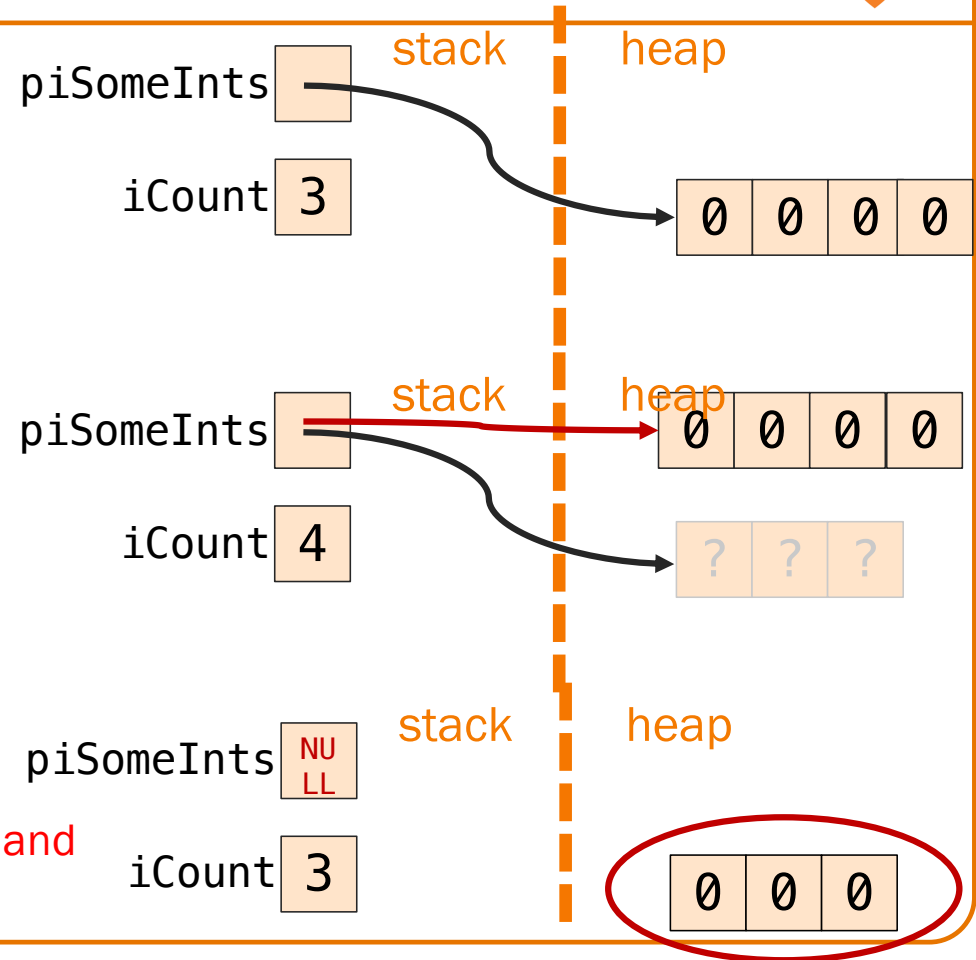 stack heap
piSomeInts
iCount 3
0 0 0 0
stack heap
piSomeInts
0 0 0 0
iCount 4
? ? ?
stack heap
piSomeInts NU
LL
and
iCount 3
0 0 0